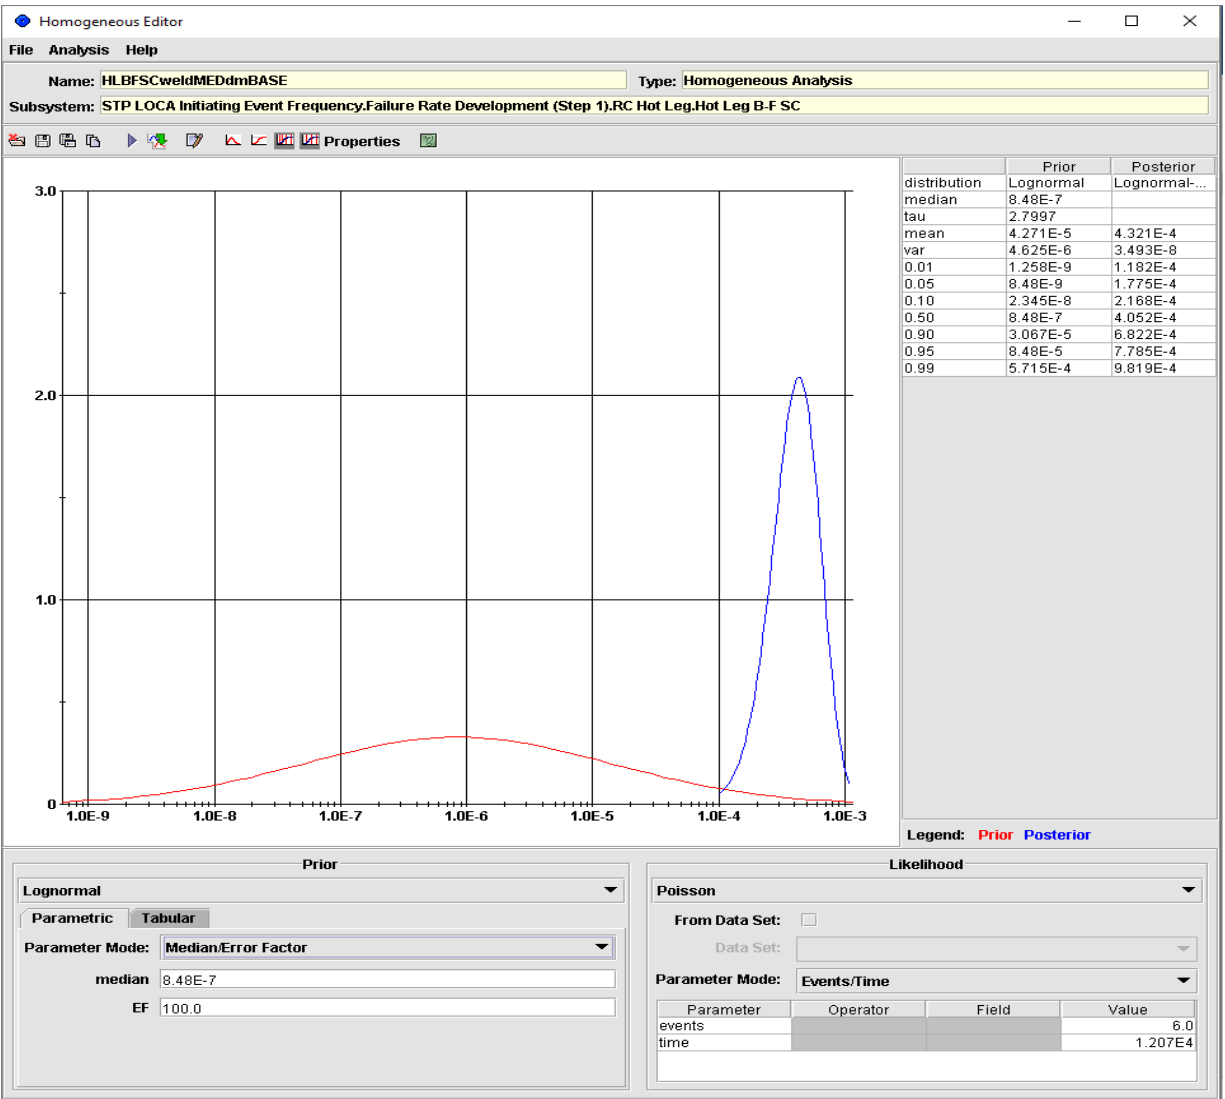 Homogeneous Editor
File Analysis Help
Name: HLBFSCweldMEDdmBASE Type: Homogeneous Analysis
Subsystem: STP LOCA Initiating Event Frequency.Failure Rate Development (Step 1).RC Hot Leg.Hot Leg B-F SC
Properties
Prior Posterior
distribution Lognormal Lognormal-...
median 8.48E-7
tau 2.7997
mean 4.271E-5 4.321E-4
var 4.625E-6 3.493E-8
0.01 1.258E-9 1.182E-4
0.05 8.48E-9 1.775E-4
0.10 2.345E-8 2.168E-4
0.50 8.48E-7 4.052E-4
0.90 3.067E-5 6.822E-4
0.95 8.48E-5 7.785E-4
0.99 5.715E-4 9.819E-4
3.0
2.0
1.0
0
1.0E-9 1.0E-8 1.0E-7 1.0E-6 1.0E-5 1.0E-4 1.0E-3
Legend: Prior Posterior
Prior
Lognormal
Parametric Tabular
Parameter Mode: Median/Error Factor
median 8.48E-7
EF 100.0
Likelihood
Poisson
From Data Set:
Data Set:
Parameter Mode: Events/Time
Parameter Operator Field Value
events 6.0
time 1.207E4